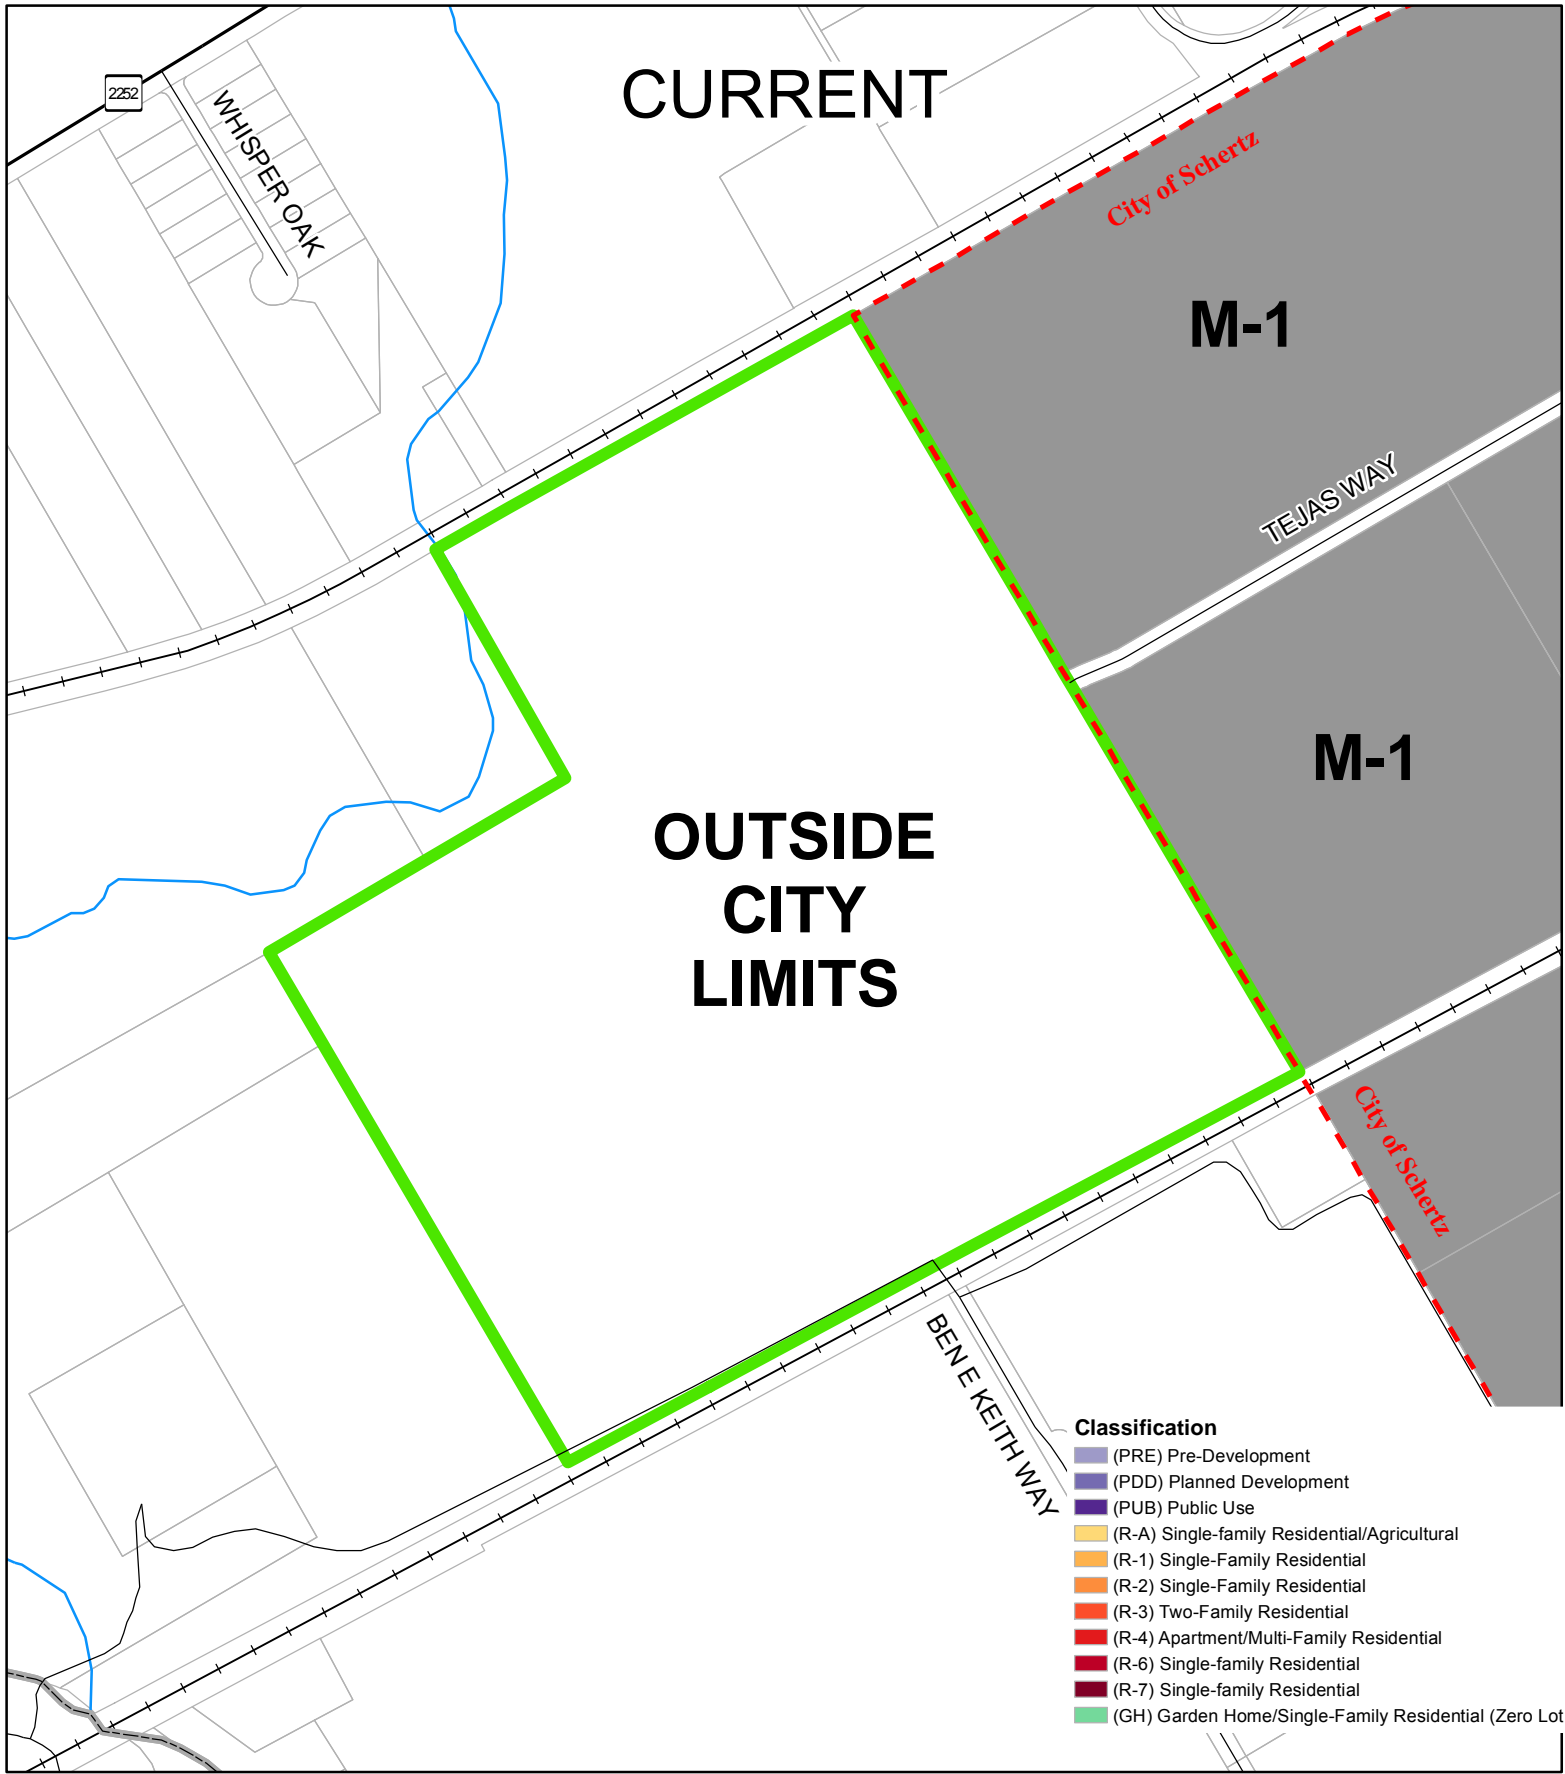 CURRENT
2252
WHISPER OAK
City of Schertz
M-1
TEJAS WAY
M-1
OUTSIDE
CITY
LIMITS
City of Schertz
BEN E KEITH WAY
Classification
(PRE) Pre-Development
(PDD) Planned Development
(PUB) Public Use
(R-A) Single-family Residential/Agricultural
(R-1) Single-Family Residential
(R-2) Single-Family Residential
(R-3) Two-Family Residential
(R-4) Apartment/Multi-Family Residential
(R-6) Single-family Residential
(R-7) Single-family Residential
(GH) Garden Home/Single-Family Residential (Zero Lot